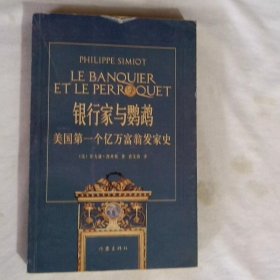 PHILIPPE SIMIOT
LE BANQUIER
ET LE PERROQUET
银行家与鹦鹉
美国第一个亿万富翁发家史
作家出版社